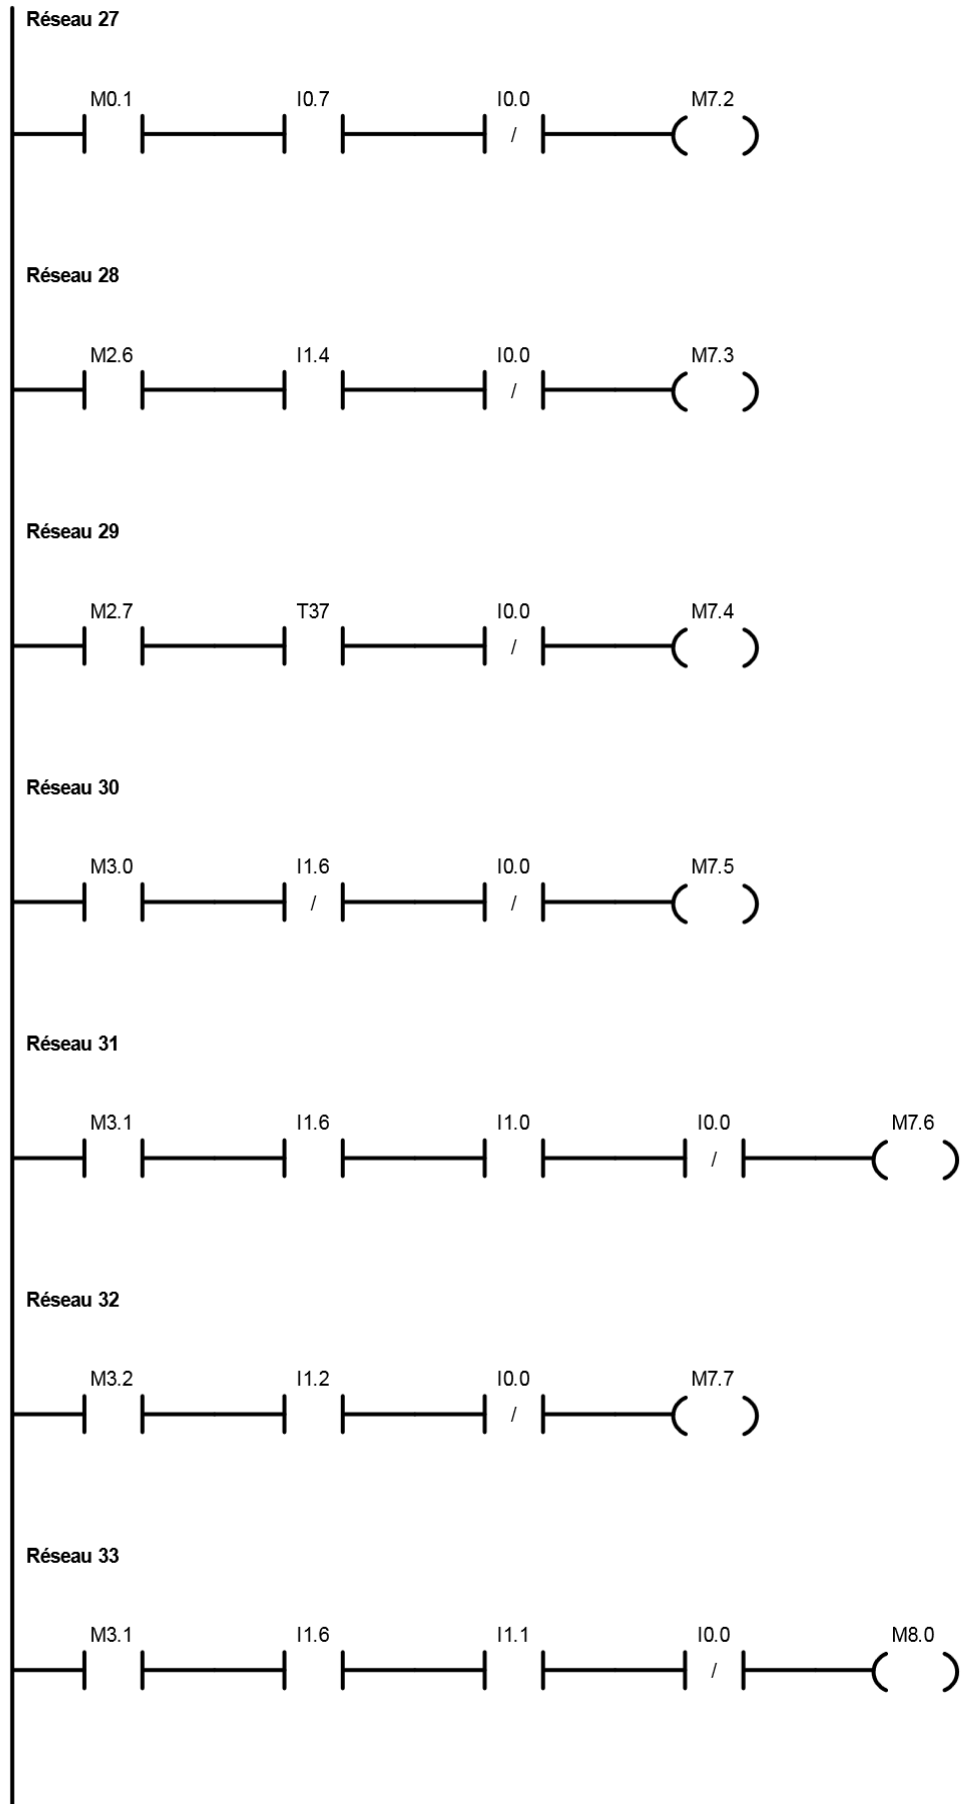 Réseau 27
M0.1 I0.7 I0.0 M7.2
/
Réseau 28
M2.6 I1.4 I0.0 M7.3
/
Réseau 29
M2.7 T37 I0.0 M7.4
/
Réseau 30
M3.0 I1.6 I0.0 M7.5
/ /
Réseau 31
M3.1 I1.6 I1.0 I0.0 M7.6
/
Réseau 32
M3.2 I1.2 I0.0 M7.7
/
Réseau 33
M3.1 I1.6 I1.1 I0.0 M8.0
/